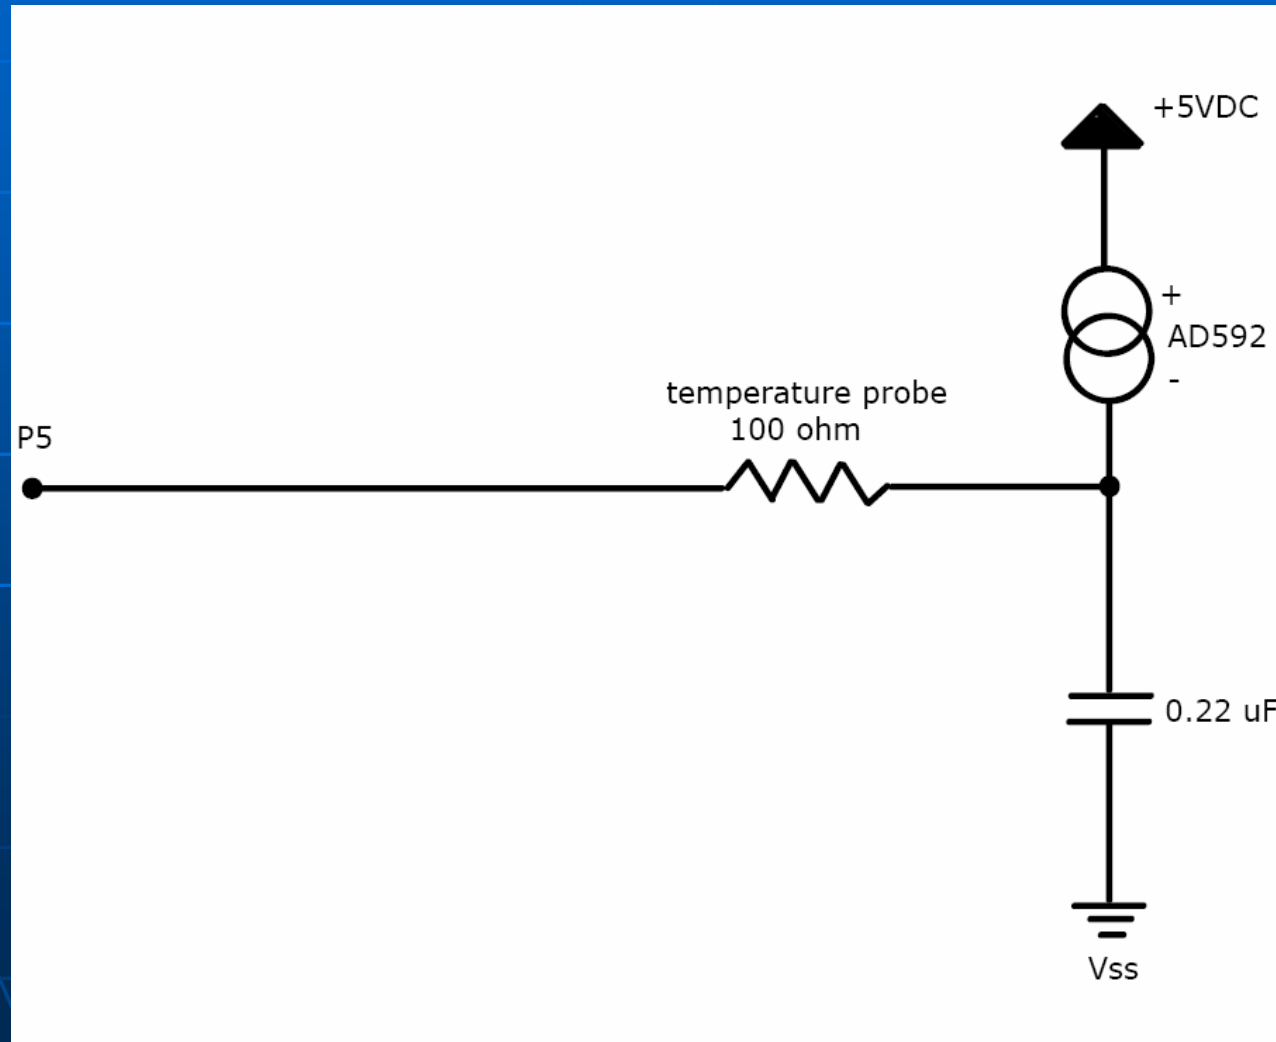 +5VDC
+
AD592
-
temperature probe
100 ohm
P5
0.22 uF
Vss